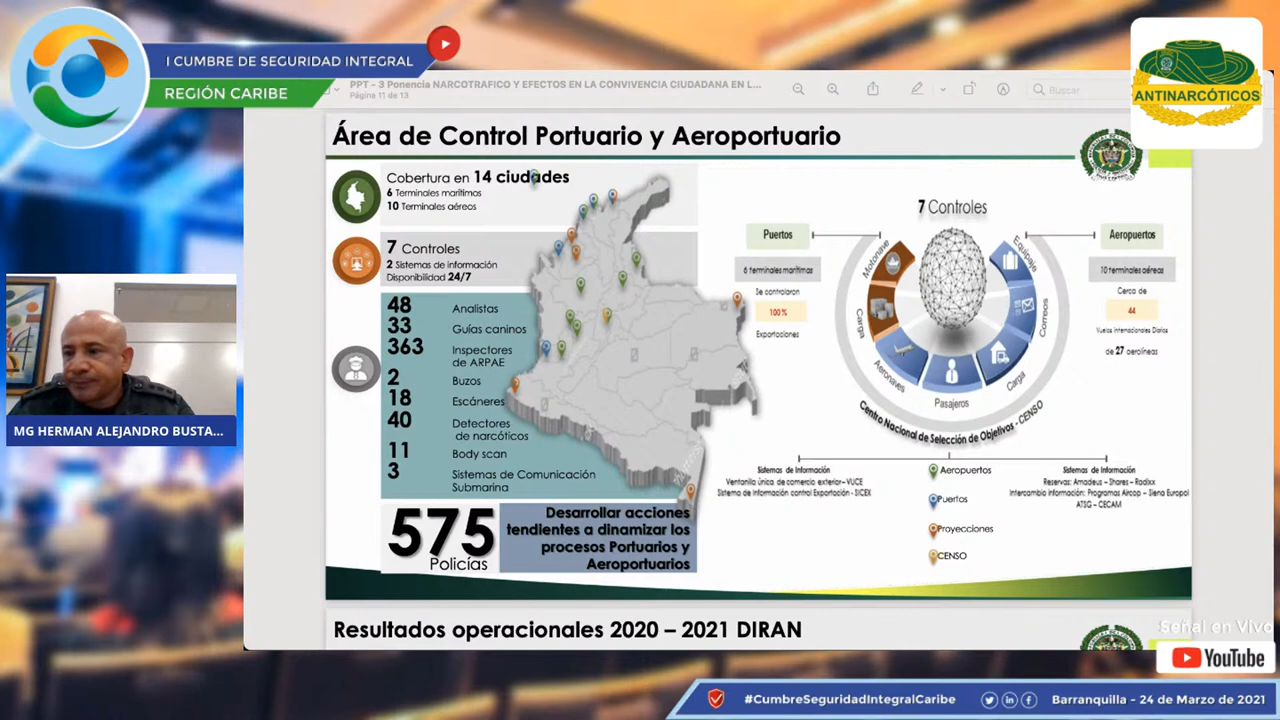 I CUMBRE DE SEGURIDAD INTEGRAL
REGIÓN CARIBE
PPT - 3 Ponencia NARCOTRAFICO Y EFECTOS EN LA CONVIVENCIA CIUDADANA EN L...
Página 11 de 13
Buscar
ANTINARCÓTICOS
Área de Control Portuario y Aeroportuario
Cobertura en 14 ciudades
6 Terminales marítimos
10 Terminales aéreos
7 Controles
2 Sistemas de información
Disponibilidad 24/7
48 Analistas
33 Guías caninos
363 Inspectores
de ARPAE
2 Buzos
18 Escáneres
40 Detectores
de narcóticos
11 Body scan
3 Sistemas de Comunicación
Submarina
575
Policías
Desarrollar acciones
tendientes a dinamizar los
procesos Portuarios y
Aeroportuarios
7 Controles
Puertos
6 terminales marítimas
Se controlaron
100%
Exportaciones
Aeropuertos
10 terminales aéreas
Cerca de
44
Vuelos internacionales Diarios
de 27 aerolíneas
Motonave
Carga
Aeronaves
Pasajeros
Carga
Correos
Equipaje
Centro Nacional de Selección de Objetivos - CENSO
Sistemas de Información
Ventanilla única de comercio exterior– VUCE
Sistema de Información control Exportación - SICEX
Aeropuertos
Puertos
Proyecciones
CENSO
Sistemas de Información
Reservas: Amadeus – Shares – Radixx
Intercambio información: Programas Aircop – Siena Europol
ATSG – CECAM
Resultados operacionales 2020 – 2021 DIRAN
MG HERMAN ALEJANDRO BUSTA...
Señal en Vivo
YouTube
#CumbreSeguridadIntegralCaribe
Barranquilla - 24 de Marzo de 2021